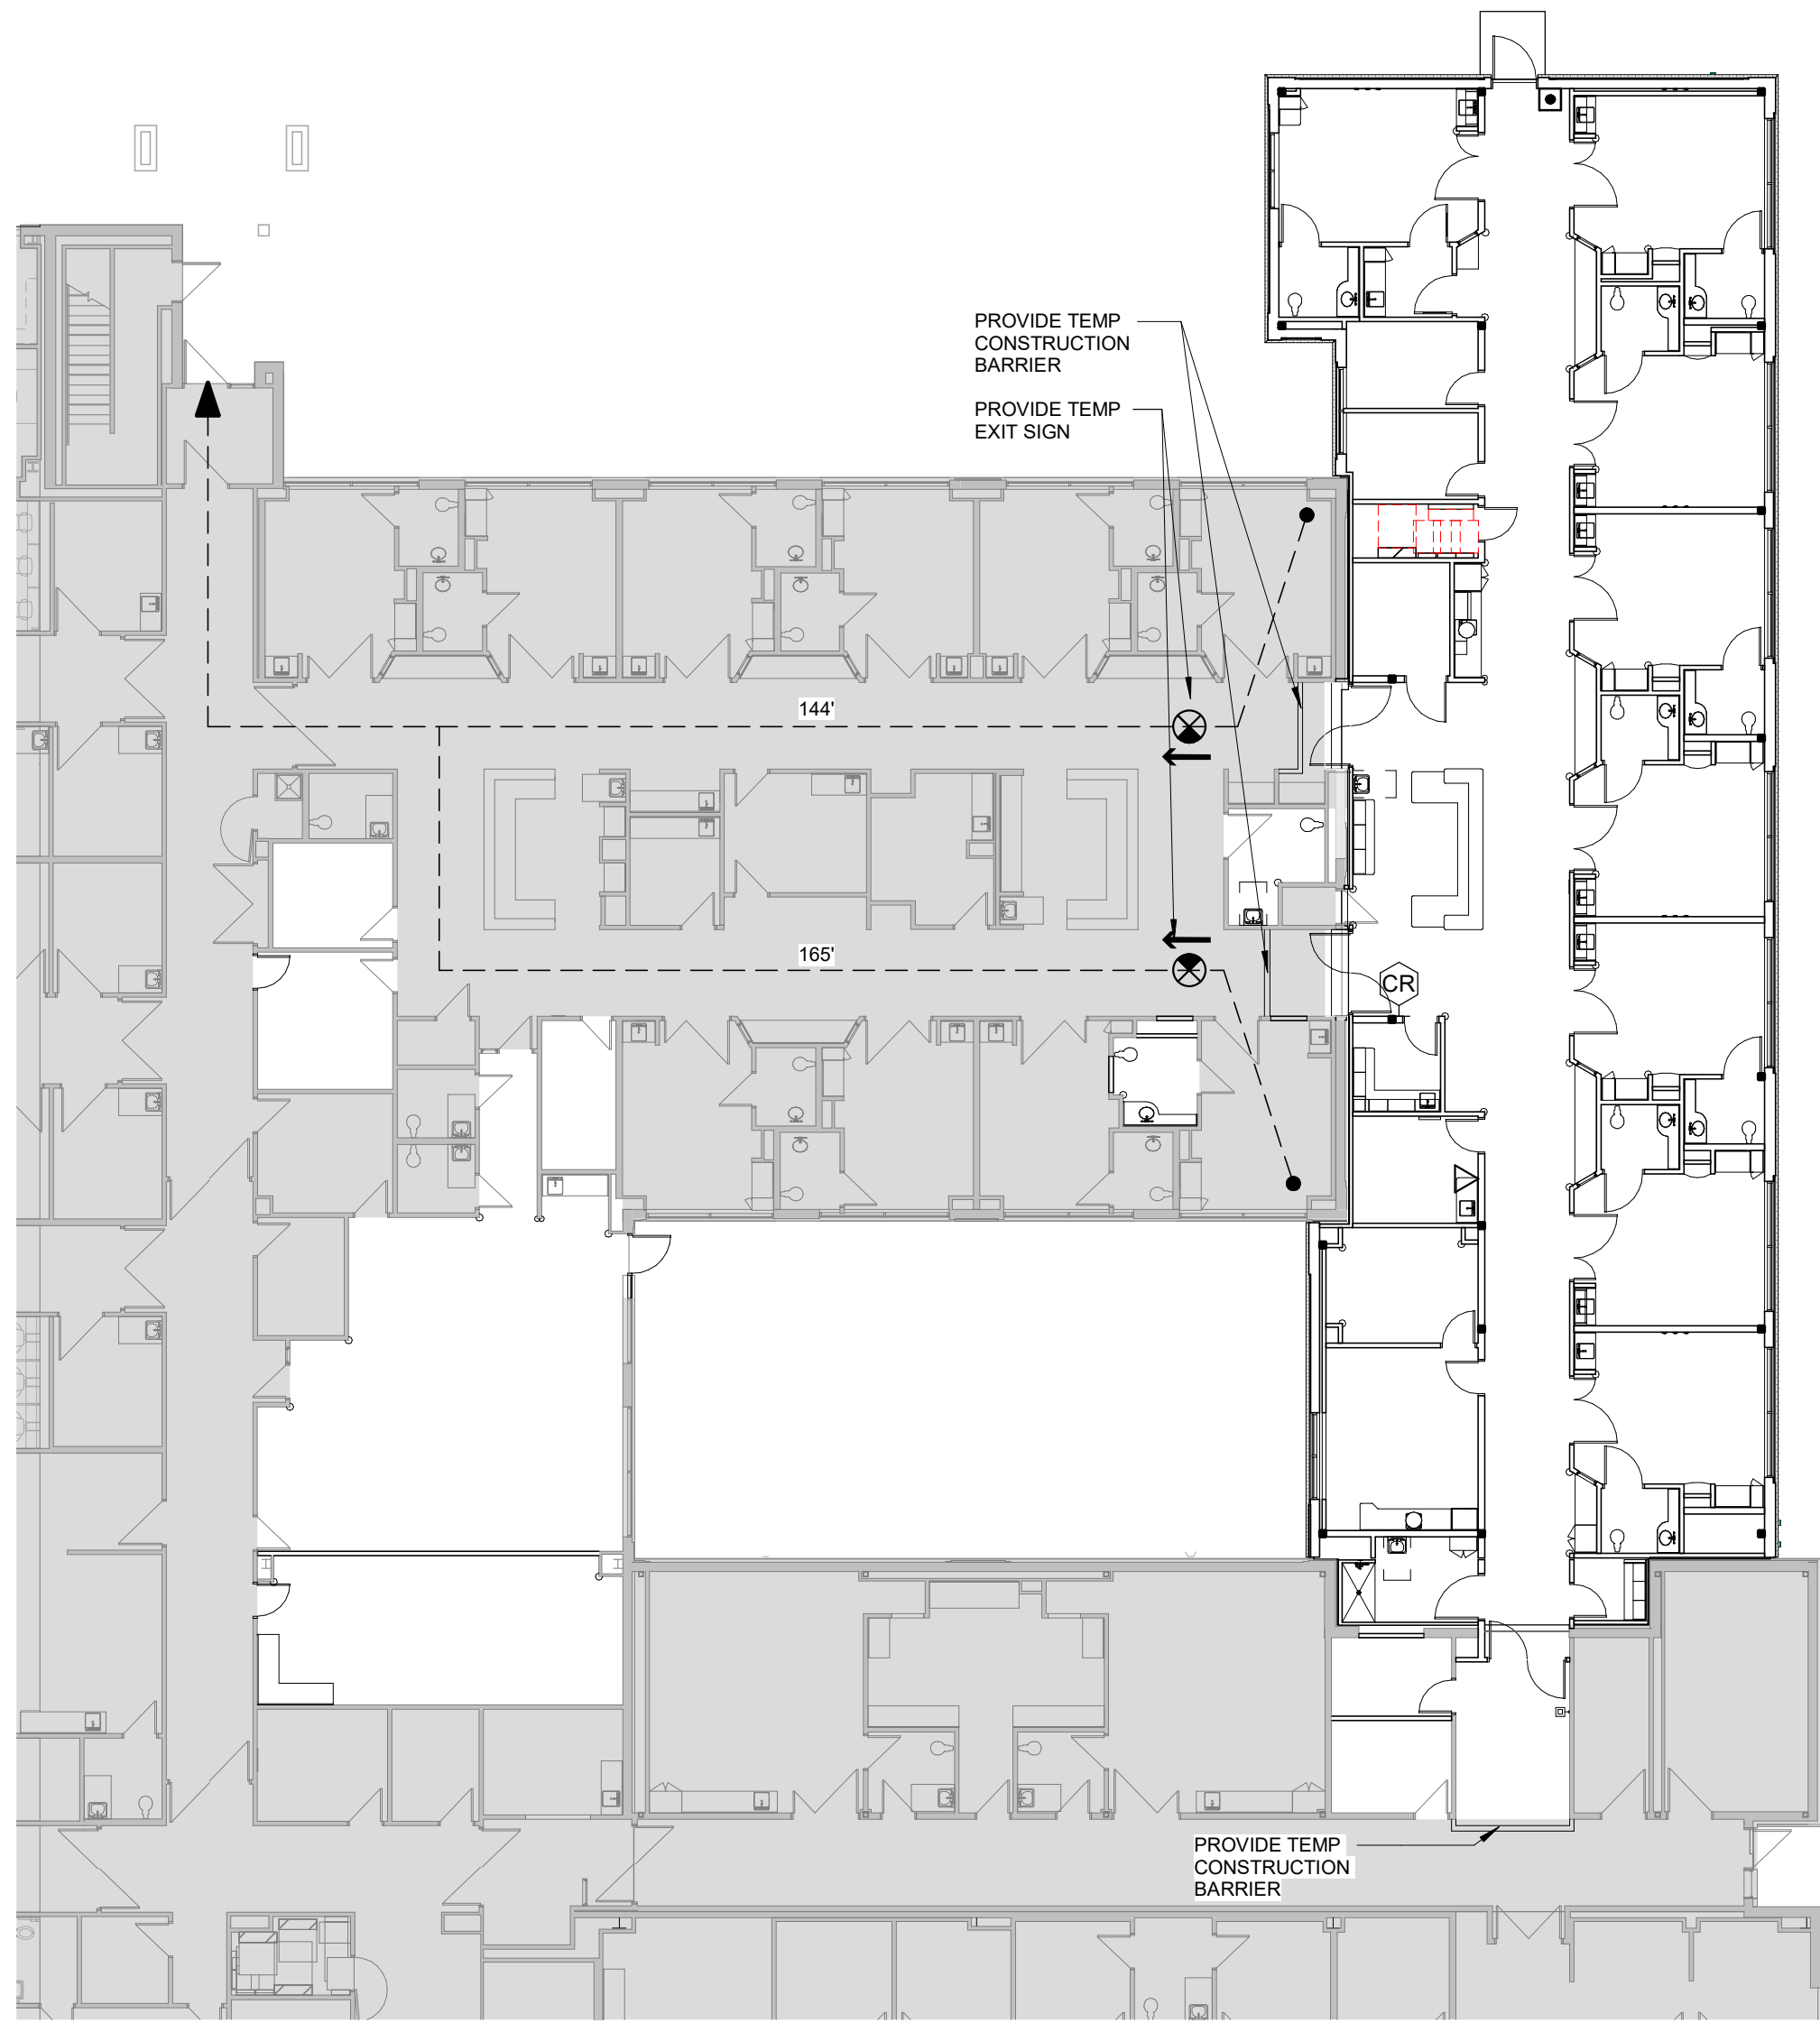 PROVIDE TEMP
CONSTRUCTION
BARRIER
PROVIDE TEMP
EXIT SIGN
144'
165'
CR
PROVIDE TEMP
CONSTRUCTION
BARRIER